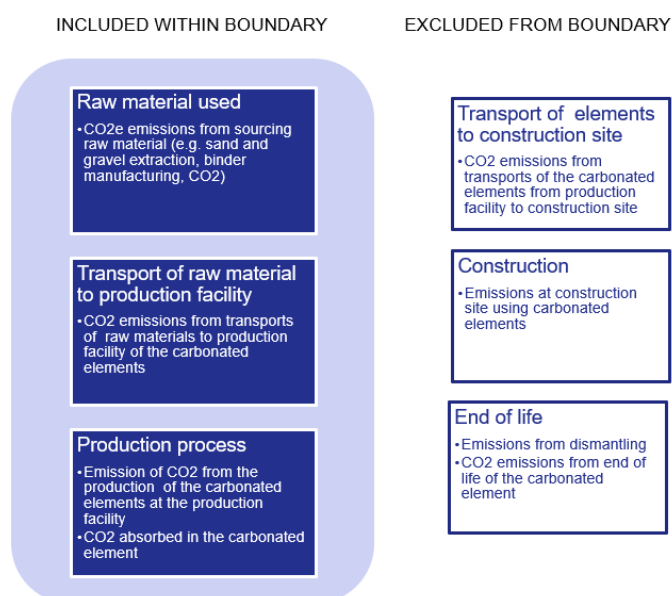 INCLUDED WITHIN BOUNDARY
Raw material used
•CO2e emissions from sourcing
raw material (e.g. sand and
gravel extraction, binder
manufacturing, CO2)
Transport of raw material
to production facility
•CO2 emissions from transports
of raw materials to production
facility of the carbonated
elements
Production process
•Emission of CO2 from the
production of the carbonated
elements at the production
facility
•CO2 absorbed in the carbonated
element
EXCLUDED FROM BOUNDARY
Transport of elements
to construction site
•CO2 emissions from
transports of the carbonated
elements from production
facility to construction site
Construction
•Emissions at construction
site using carbonated
elements
End of life
•Emissions from dismantling
•CO2 emissions from end of
life of the carbonated
element